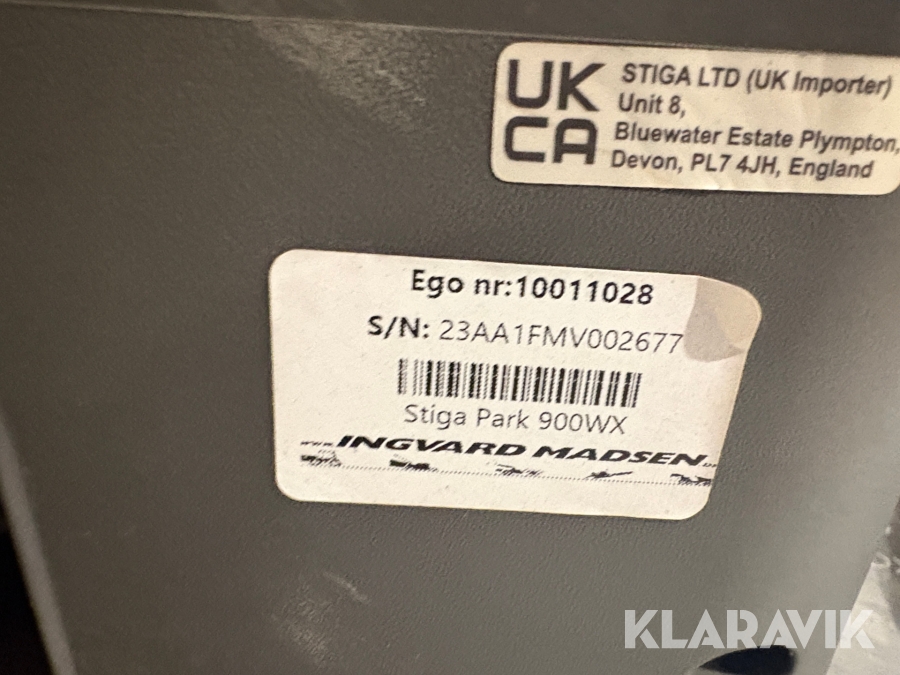 UK
CA
STIGA LTD (UK Importer)
Unit 8,
Bluewater Estate Plympton,
Devon, PL7 4JH, England
Ego nr:10011028
S/N: 23AA1FMV002677
Stiga Park 900WX
INGVARD MADSEN
KLARAVIK